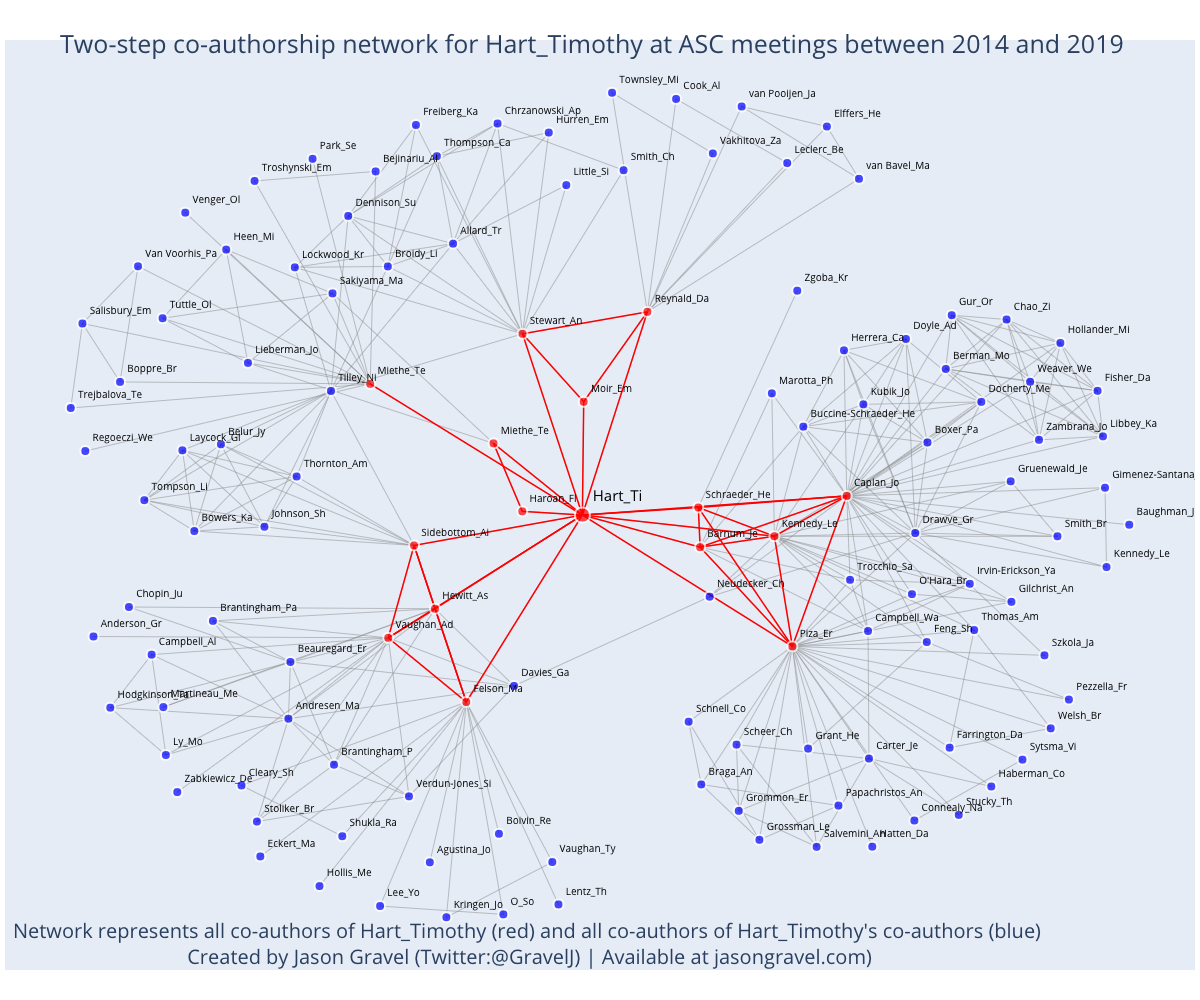 Two-step co-authorship network for Hart_Timothy at ASC meetings between 2014 and 2019
Townsley_Mi
Cook_Al
van Pooijen_Ja
Elffers_He
Freiberg_Ka
Chrzanowski_Ap
Hürren_Em
Park_Se
Thompson_Ca
Vakhitova_Za
Leclerc_Be
Troshynski_Em
Bejinariu_Al
Smith_Ch
van Bavel_Ma
Little_Si
Venger_Ol
Dennison_Su
Heen_Mi
Allard_Tr
Van Voorhis_Pa
Lockwood_Kr
Broidy_Li
Sakiyama_Ma
Zgoba_Kr
Salisbury_Em
Tuttle_Ol
Reynald_Da
Stewart_An
Gur_Or
Chao_Zi
Herrera_Ca
Doyle_Ad
Hollander_Mi
Lieberman_Jo
Berman_Mo
Weaver_We
Boppre_Br
Tilley_Ni
Miethe_Te
Moir_Em
Marotta_Ph
Kubik_Jo
Docherty_Me
Fisher_Da
Trejbalova_Te
Buccine-Schraeder_He
Regoeczi_We
Laycock_Gl
Belur_Jy
Miethe_Te
Boxer_Pa
Zambrana_Jo
Libbey_Ka
Thornton_Am
Gruenewald_Je
Gimenez-Santana
Tompson_Li
Hart_Ti
Haroan_Fi
Schraeder_He
Caplan_Jo
Bowers_Ka
Johnson_Sh
Baughman_J
Sidebottom_Ai
Barnum_Je
Kennedy_Le
Drawve_Gr
Smith_Br
Kennedy_Le
Neudecker_Ch
Trocchio_Sa
O'Hara_Br
Irvin-Erickson_Ya
Gilchrist_An
Chopin_Ju
Brantingham_Pa
Hewitt_As
Anderson_Gr
Vaughan_Ad
Campbell_Wa
Feng_Sh
Thomas_Am
Campbell_Al
Beauregard_Er
Piza_Er
Szkola_Ja
Davies_Ga
Hodgkinson_Ta
Martineau_Me
Felson_Ma
Pezzella_Fr
Andresen_Ma
Schnell_Co
Welsh_Br
Ly_Mo
Brantingham_P
Scheer_Ch
Grant_He
Carter_Je
Farrington_Da
Sytsma_Vi
Zabkiewicz_De
Cleary_Sh
Verdun-Jones_Si
Braga_An
Haberman_Co
Stoliker_Br
Grommon_Er
Papachristos_An
Connealy_Na
Stucky_Th
Shukla_Ra
Boivin_Re
Eckert_Ma
Agustina_Jo
Vaughan_Ty
Grossman_Le
Salvemini_An
Hatten_Da
Hollis_Me
Lee_Yo
Kringen_Jo
O_So
Lentz_Th
Network represents all co-authors of Hart_Timothy (red) and all co-authors of Hart_Timothy's co-authors (blue)
Created by Jason Gravel (Twitter:@GravelJ) | Available at jasongravel.com)